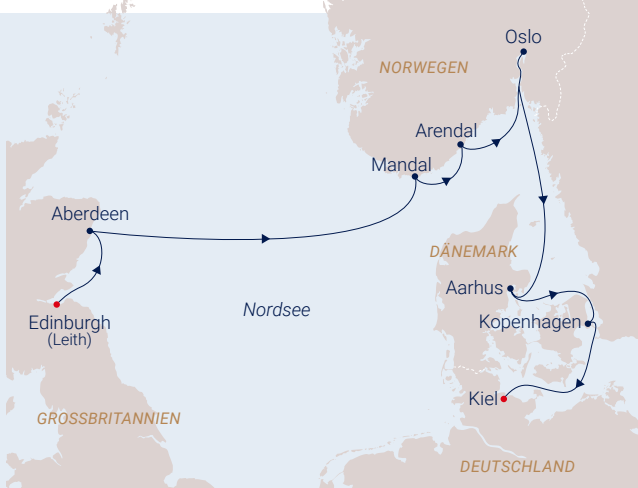 Oslo
NORWEGEN
Arendal
Mandal
Aberdeen
DÄNEMARK
Aarhus
Nordsee
Kopenhagen
Edinburgh
(Leith)
Kiel
GROSSBRITANNIEN
DEUTSCHLAND